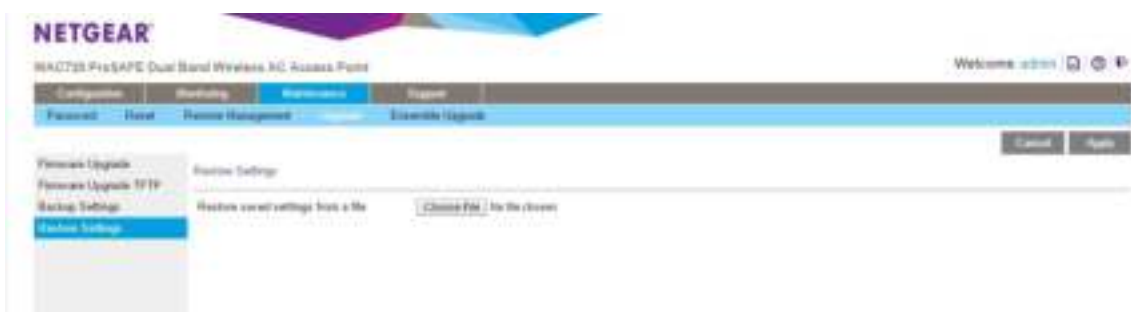 NETGEAR
ProSAFE Dual Band Wireless AC Access Point
Welcome admin
Configuration Monitoring Maintenance Support
Password Reset Remote Management Upgrade Ensemble Upgrade
Cancel Apply
Firmware Upgrade
Firmware Upgrade TFTP
Backup Settings
Restore Settings
Restore Settings
Restore saved settings from a file Choose File No file chosen